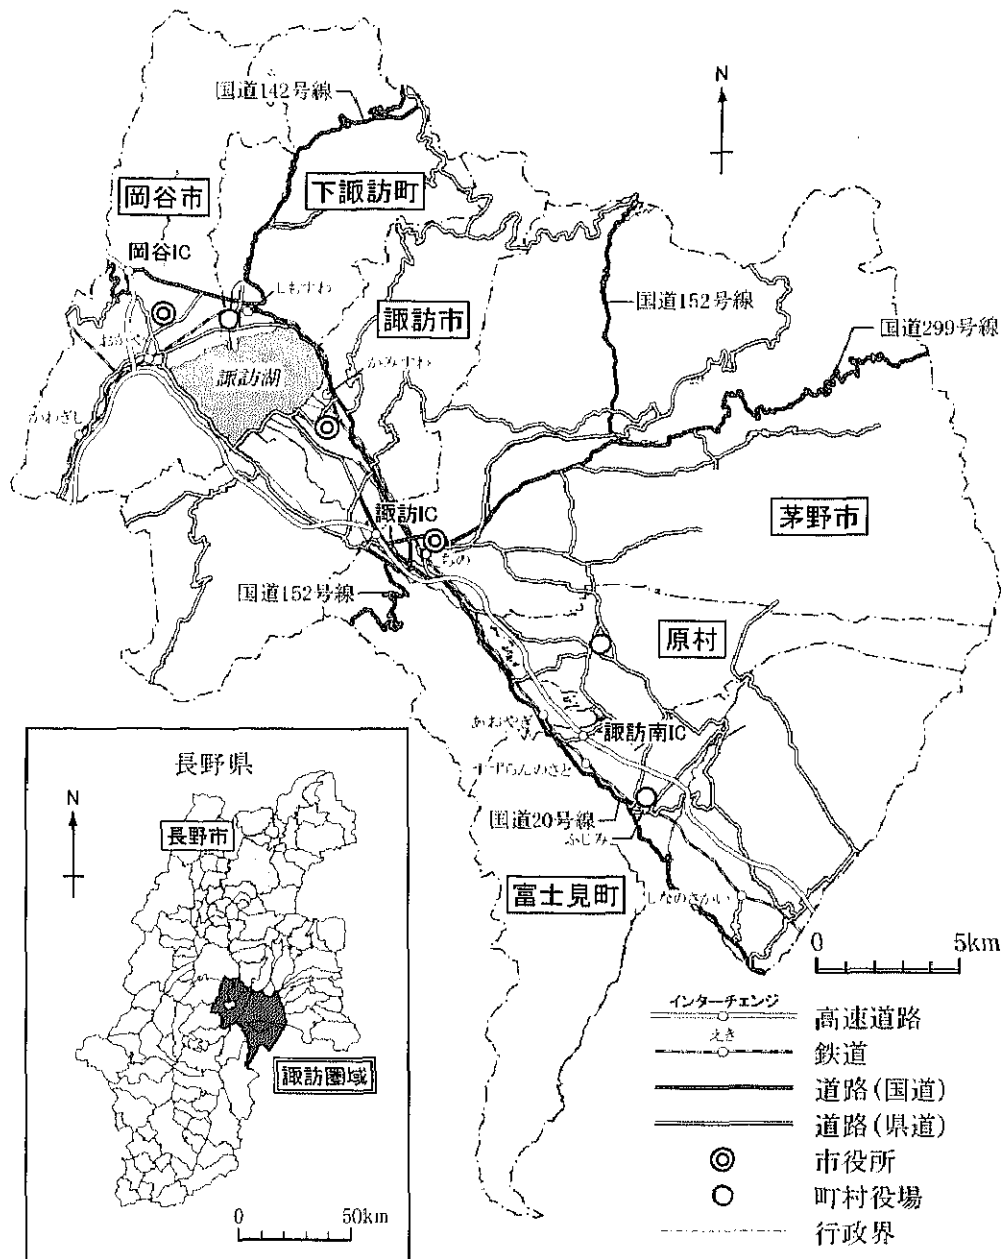 国道142号線
N
岡谷市
下諏訪町
岡谷IC
しもすわ
国道152号線
諏訪市
国道299号線
おかや
諏訪湖
かみすわ
かわぎし
諏訪IC
茅野市
ちの
国道152号線
原村
あおやぎ
諏訪南IC
すずらんのさと
国道20号線
ふじみ
富士見町
しなのさかい
0 5km
インターチェンジ
高速道路
えき
鉄道
道路(国道)
道路(県道)
市役所
町村役場
行政界
長野県
N
長野市
諏訪圏域
0 50km